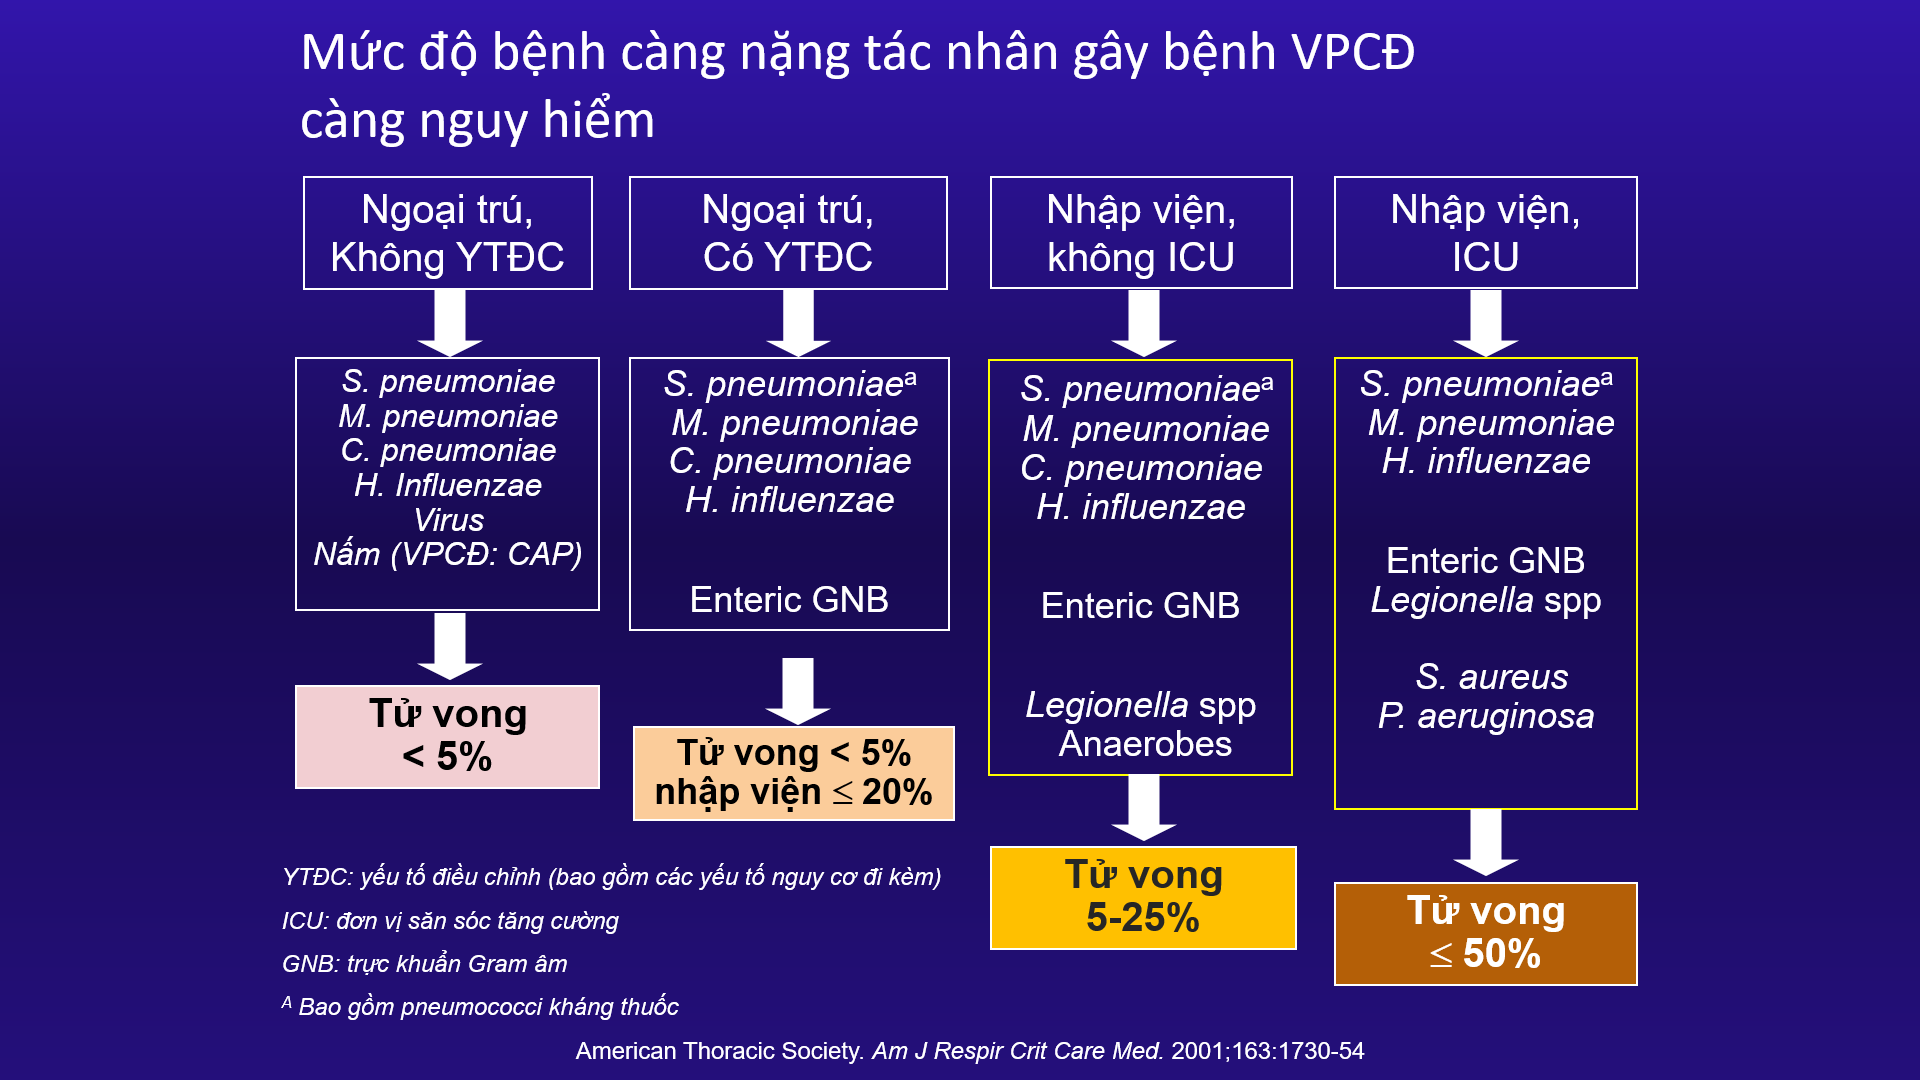 Mức độ bệnh càng nặng tác nhân gây bệnh VPCĐ
càng nguy hiểm
Ngoại trú,
Không YTĐC
S. pneumoniae
M. pneumoniae
C. pneumoniae
H. Influenzae
Virus
Nấm (VPCĐ: CAP)
Tử vong
< 5%
Ngoại trú,
Có YTĐC
S. pneumoniaeᵃ
M. pneumoniae
C. pneumoniae
H. influenzae
Enteric GNB
Tử vong < 5%
nhập viện ≤ 20%
Nhập viện,
không ICU
S. pneumoniaeᵃ
M. pneumoniae
C. pneumoniae
H. influenzae
Enteric GNB
Legionella spp
Anaerobes
Tử vong
5-25%
Nhập viện,
ICU
S. pneumoniaeᵃ
M. pneumoniae
H. influenzae
Enteric GNB
Legionella spp
S. aureus
P. aeruginosa
Tử vong
≤ 50%
YTĐC: yếu tố điều chỉnh (bao gồm các yếu tố nguy cơ đi kèm)
ICU: đơn vị săn sóc tăng cường
GNB: trực khuẩn Gram âm
ᴬ Bao gồm pneumococci kháng thuốc
American Thoracic Society. Am J Respir Crit Care Med. 2001;163:1730-54